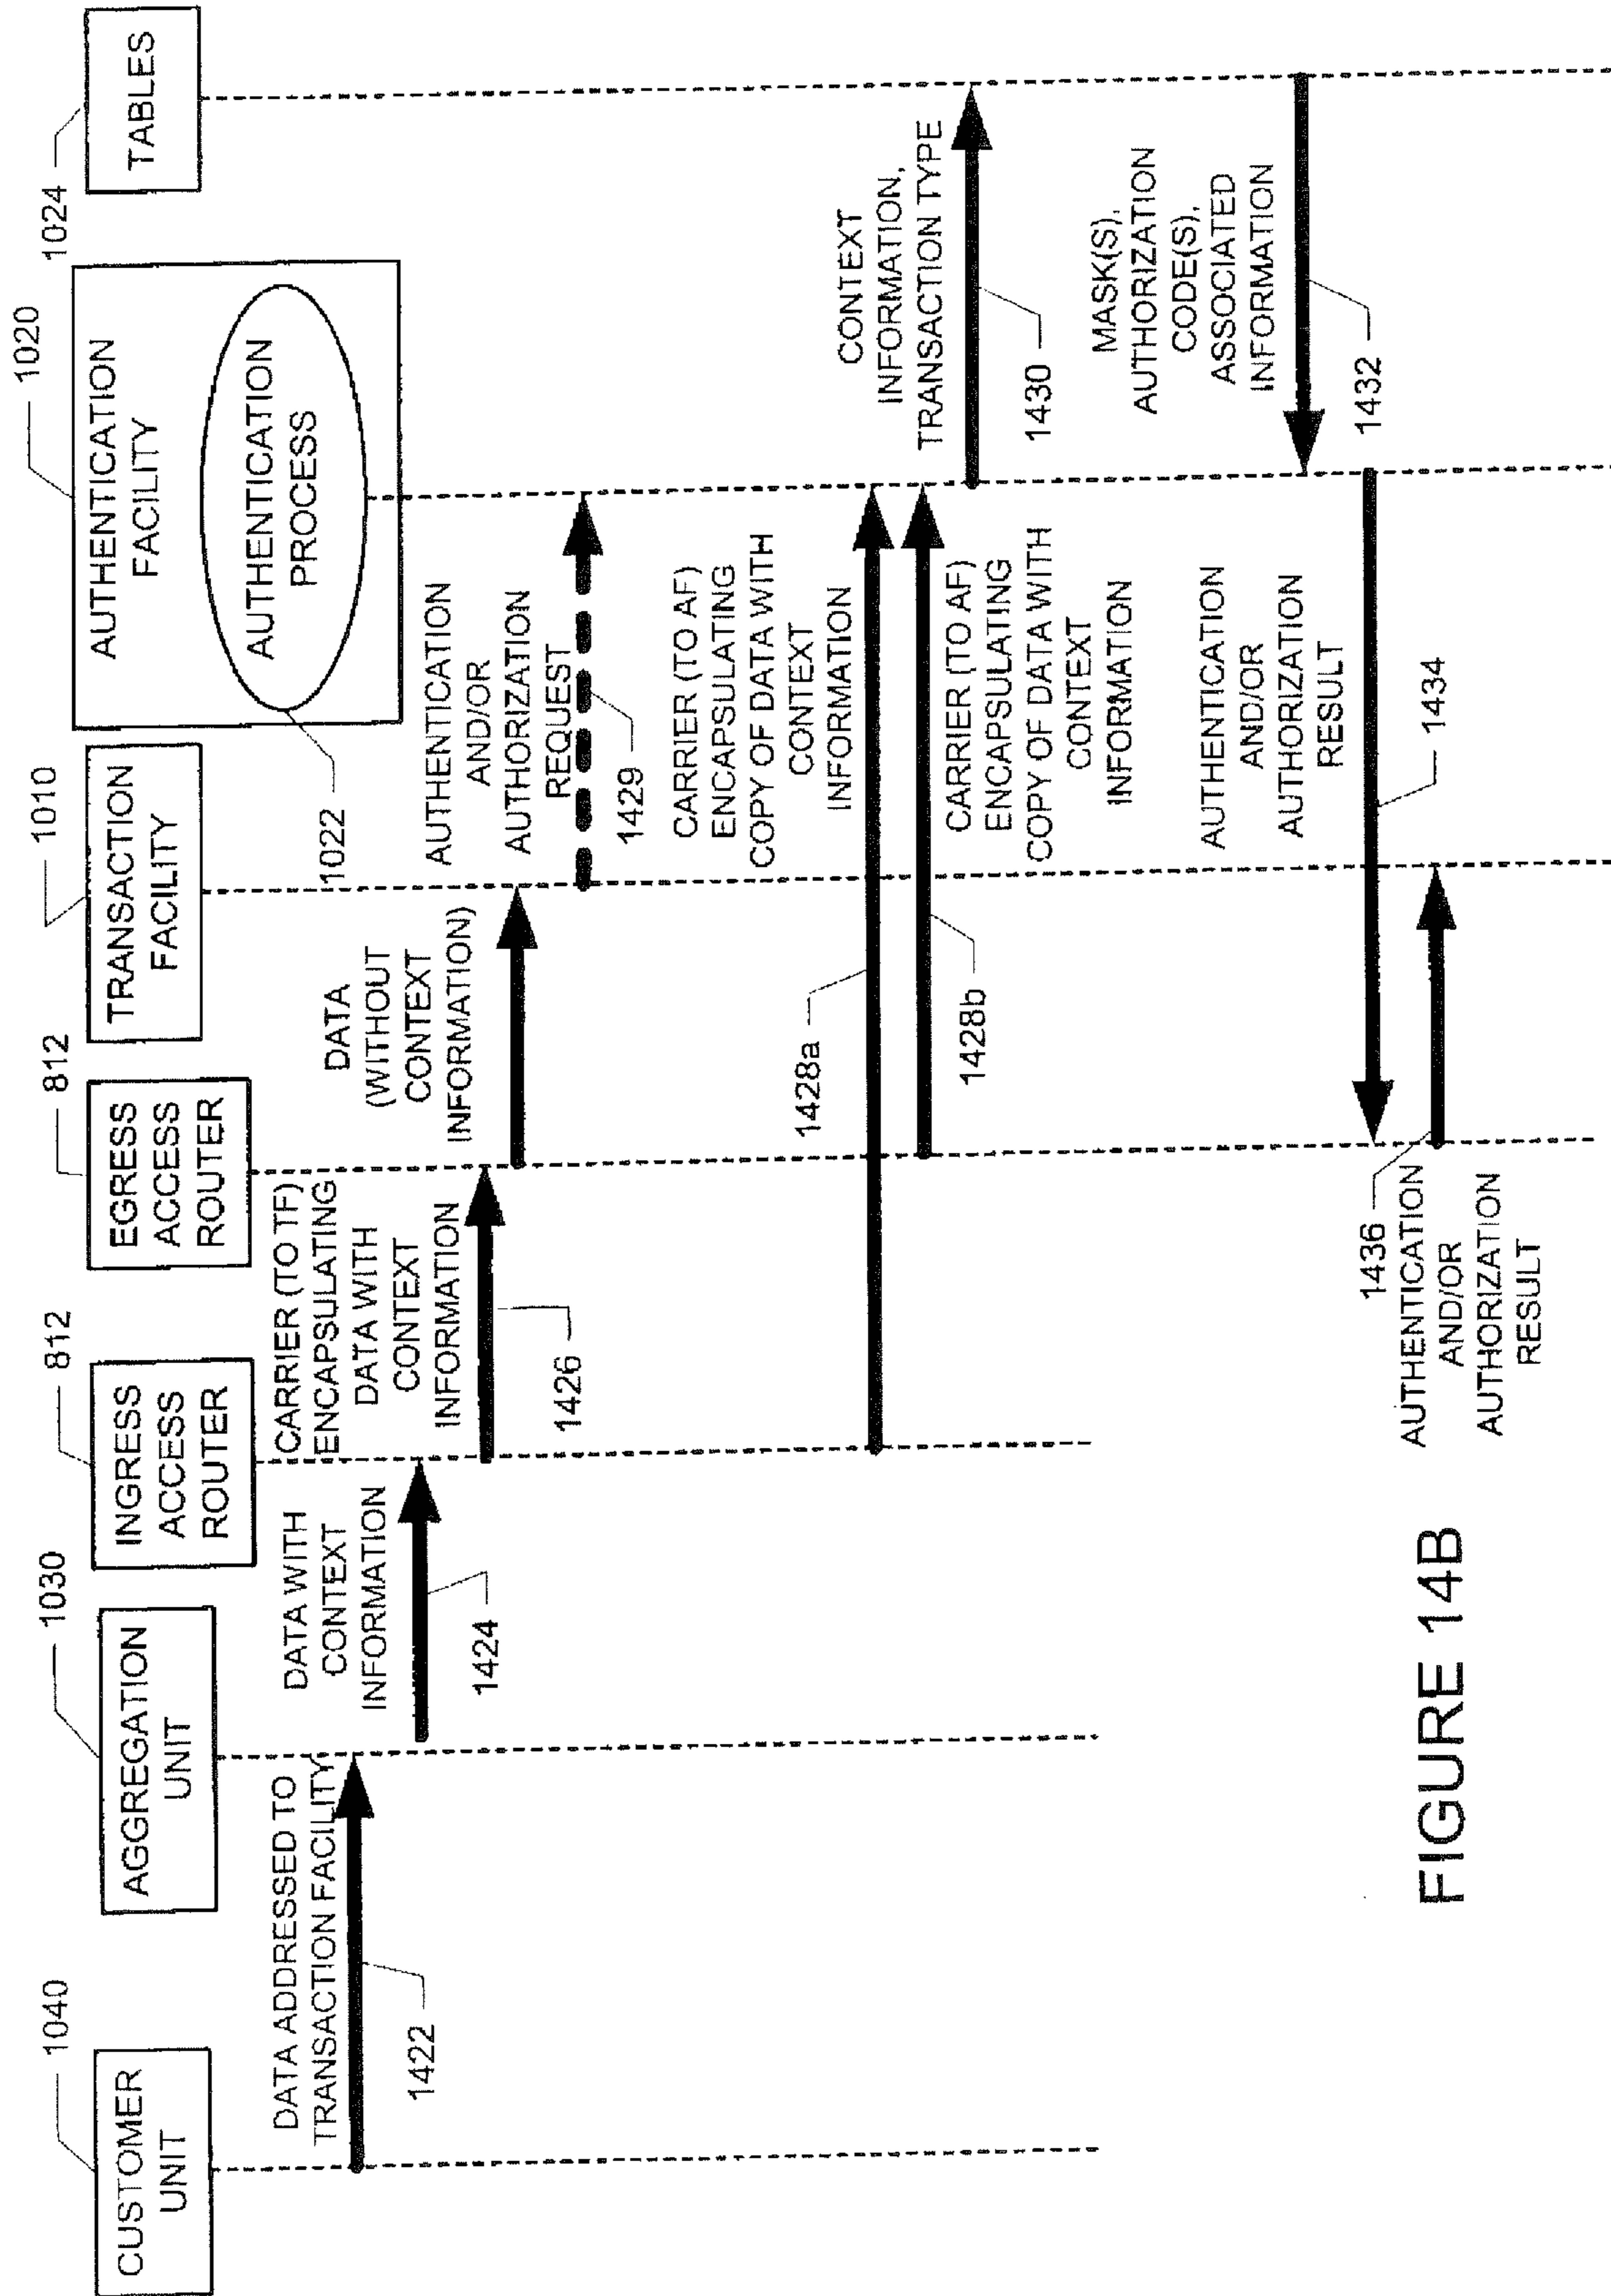 1040
CUSTOMER
UNIT
1030
AGGREGATION
UNIT
812
INGRESS
ACCESS
ROUTER
812
EGRESS
ACCESS
ROUTER
1010
TRANSACTION
FACILITY
1020
AUTHENTICATION
FACILITY
AUTHENTICATION
PROCESS
1022
1024
TABLES
DATA ADDRESSED TO
TRANSACTION FACILITY
1422
DATA WITH
CONTEXT
INFORMATION
1424
CARRIER (TO TF)
ENCAPSULATING
DATA WITH
CONTEXT
INFORMATION
1426
DATA
(WITHOUT
CONTEXT
INFORMATION)
AUTHENTICATION
AND/OR
AUTHORIZATION
REQUEST
1429
CARRIER (TO AF)
ENCAPSULATING
COPY OF DATA WITH
CONTEXT
INFORMATION
1428a
1428b
CARRIER (TO AF)
ENCAPSULATING
COPY OF DATA WITH
CONTEXT
INFORMATION
CONTEXT
INFORMATION,
TRANSACTION TYPE
1430
MASK(S),
AUTHORIZATION
CODE(S),
ASSOCIATED
INFORMATION
1432
AUTHENTICATION
AND/OR
AUTHORIZATION
RESULT
1434
1436
AUTHENTICATION
AND/OR
AUTHORIZATION
RESULT
FIGURE 14B